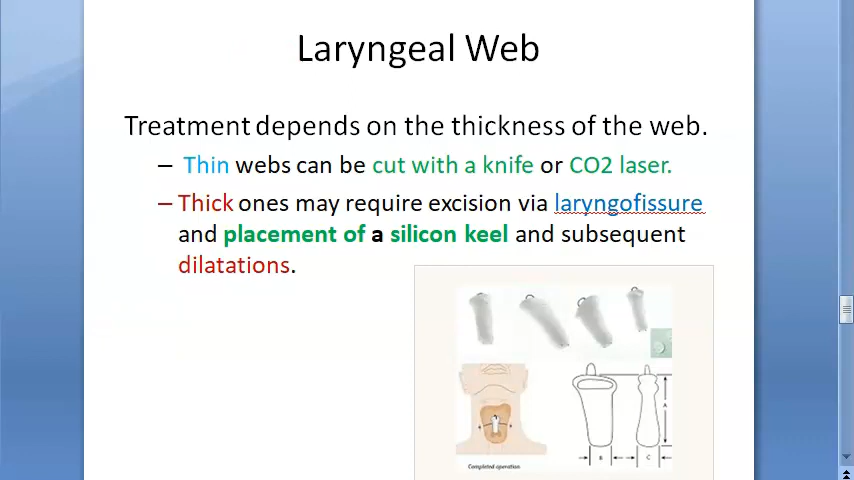 Laryngeal Web
Treatment depends on the thickness of the web.
– Thin webs can be cut with a knife or CO2 laser.
– Thick ones may require excision via laryngofissure
and placement of a silicon keel and subsequent
dilatations.
A
B
C
Completed operation.